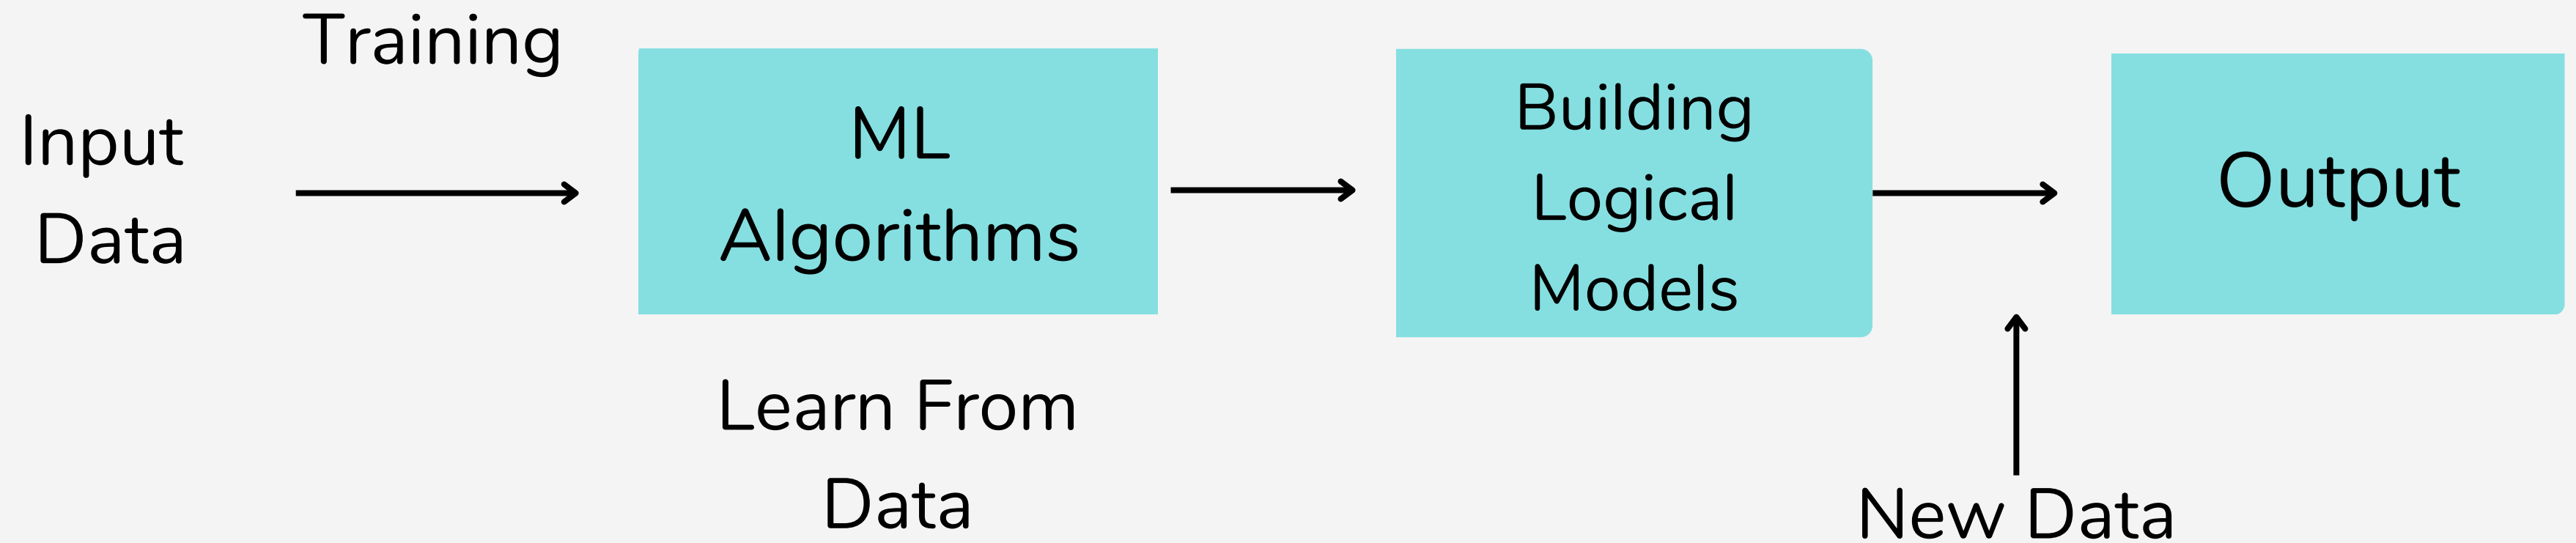 Training
Input
Data
ML
Algorithms
Learn From
Data
Building
Logical
Models
Output
New Data